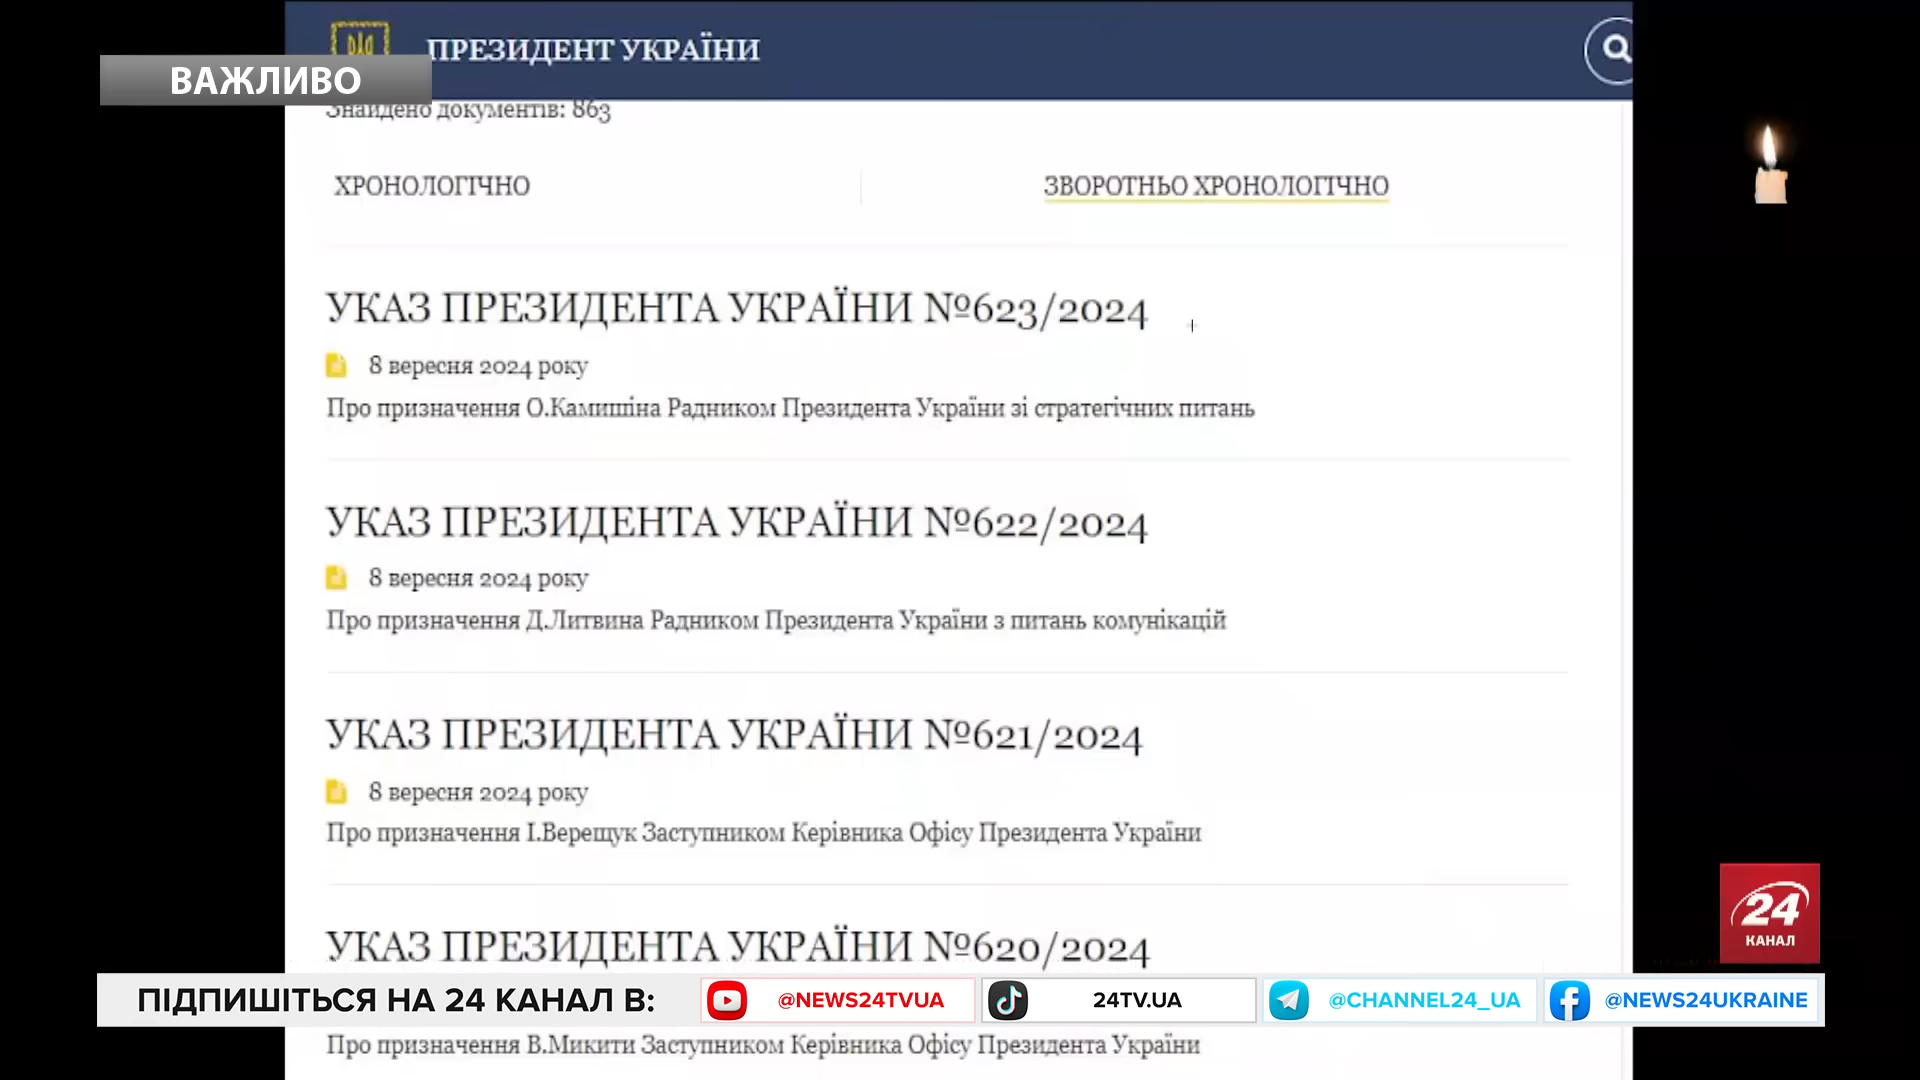 ПРЕЗИДЕНТ УКРАЇНИ
ВАЖЛИВО
Знайдено документів: 863
ХРОНОЛОГІЧНО
ЗВОРОТНЬО ХРОНОЛОГІЧНО
УКАЗ ПРЕЗИДЕНТА УКРАЇНИ №623/2024
8 вересня 2024 року
Про призначення О.Камишіна Радником Президента України зі стратегічних питань
УКАЗ ПРЕЗИДЕНТА УКРАЇНИ №622/2024
8 вересня 2024 року
Про призначення Д.Литвина Радником Президента України з питань комунікацій
УКАЗ ПРЕЗИДЕНТА УКРАЇНИ №621/2024
8 вересня 2024 року
Про призначення І.Верещук Заступником Керівника Офісу Президента України
24
КАНАЛ
УКАЗ ПРЕЗИДЕНТА УКРАЇНИ №620/2024
ПІДПИШІТЬСЯ НА 24 КАНАЛ В:
@NEWS24TVUA
24TV.UA
@CHANNEL24_UA
@NEWS24UKRAINE
Про призначення В.Микити Заступником Керівника Офісу Президента України